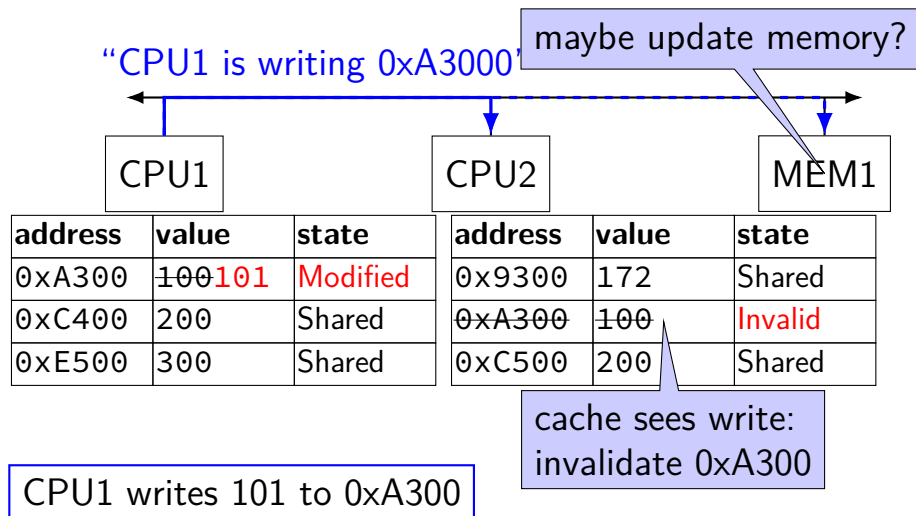 maybe update memory?
“CPU1 is writing 0xA3000”
CPU1
CPU2
MEM1
address value state
0xA300 100101 Modified
0xC400 200 Shared
0xE500 300 Shared
address value state
0x9300 172 Shared
0xA300 100 Invalid
0xC500 200 Shared
cache sees write:
invalidate 0xA300
CPU1 writes 101 to 0xA300